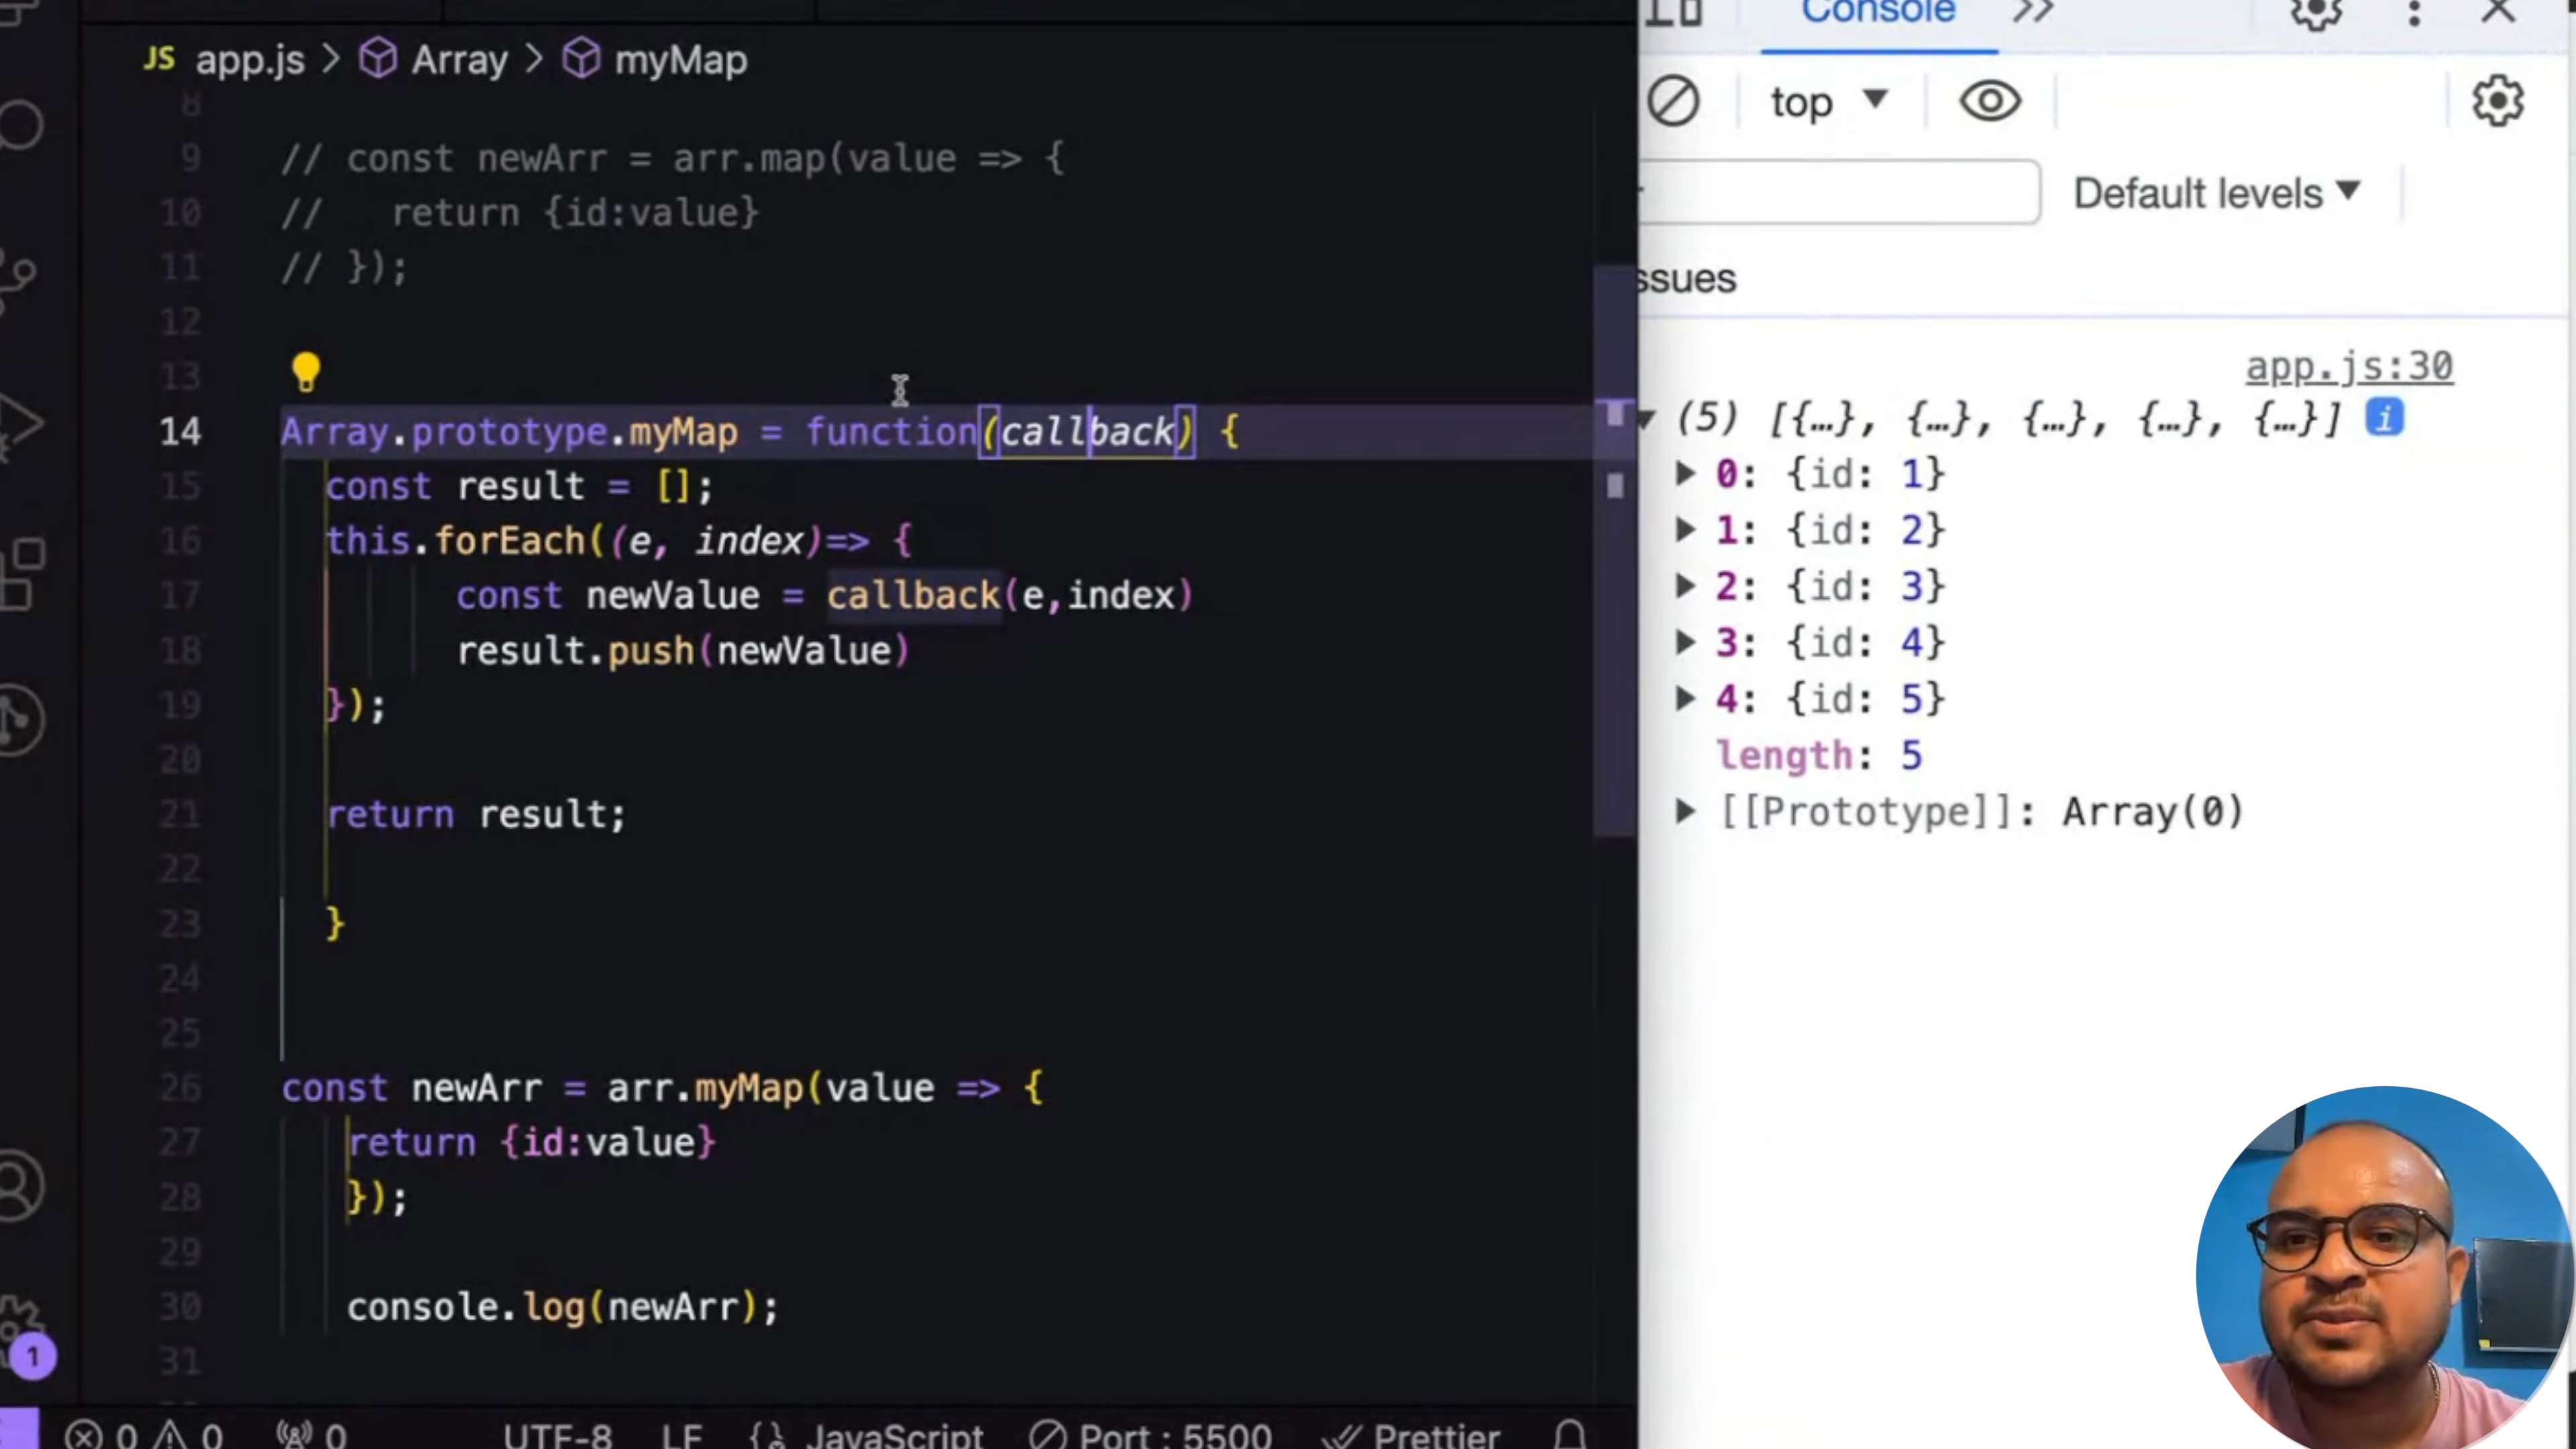 JS app.js > Array > myMap
8
9 // const newArr = arr.map(value => {
10 //   return {id:value}
11 // });
12
13
14 Array.prototype.myMap = function(callback) {
15 const result = [];
16 this.forEach((e, index)=> {
17 const newValue = callback(e,index)
18 result.push(newValue)
19 });
20
21 return result;
22
23 }
24
25
26 const newArr = arr.myMap(value => {
27 return {id:value}
28 });
29
30 console.log(newArr);
31
1
0 0 0 UTF-8 LF {} JavaScript Port : 5500 Prettier
Console >>
top
Default levels
ssues
app.js:30
(5) [{…}, {…}, {…}, {…}, {…}] i
0: {id: 1}
1: {id: 2}
2: {id: 3}
3: {id: 4}
4: {id: 5}
length: 5
[[Prototype]]: Array(0)